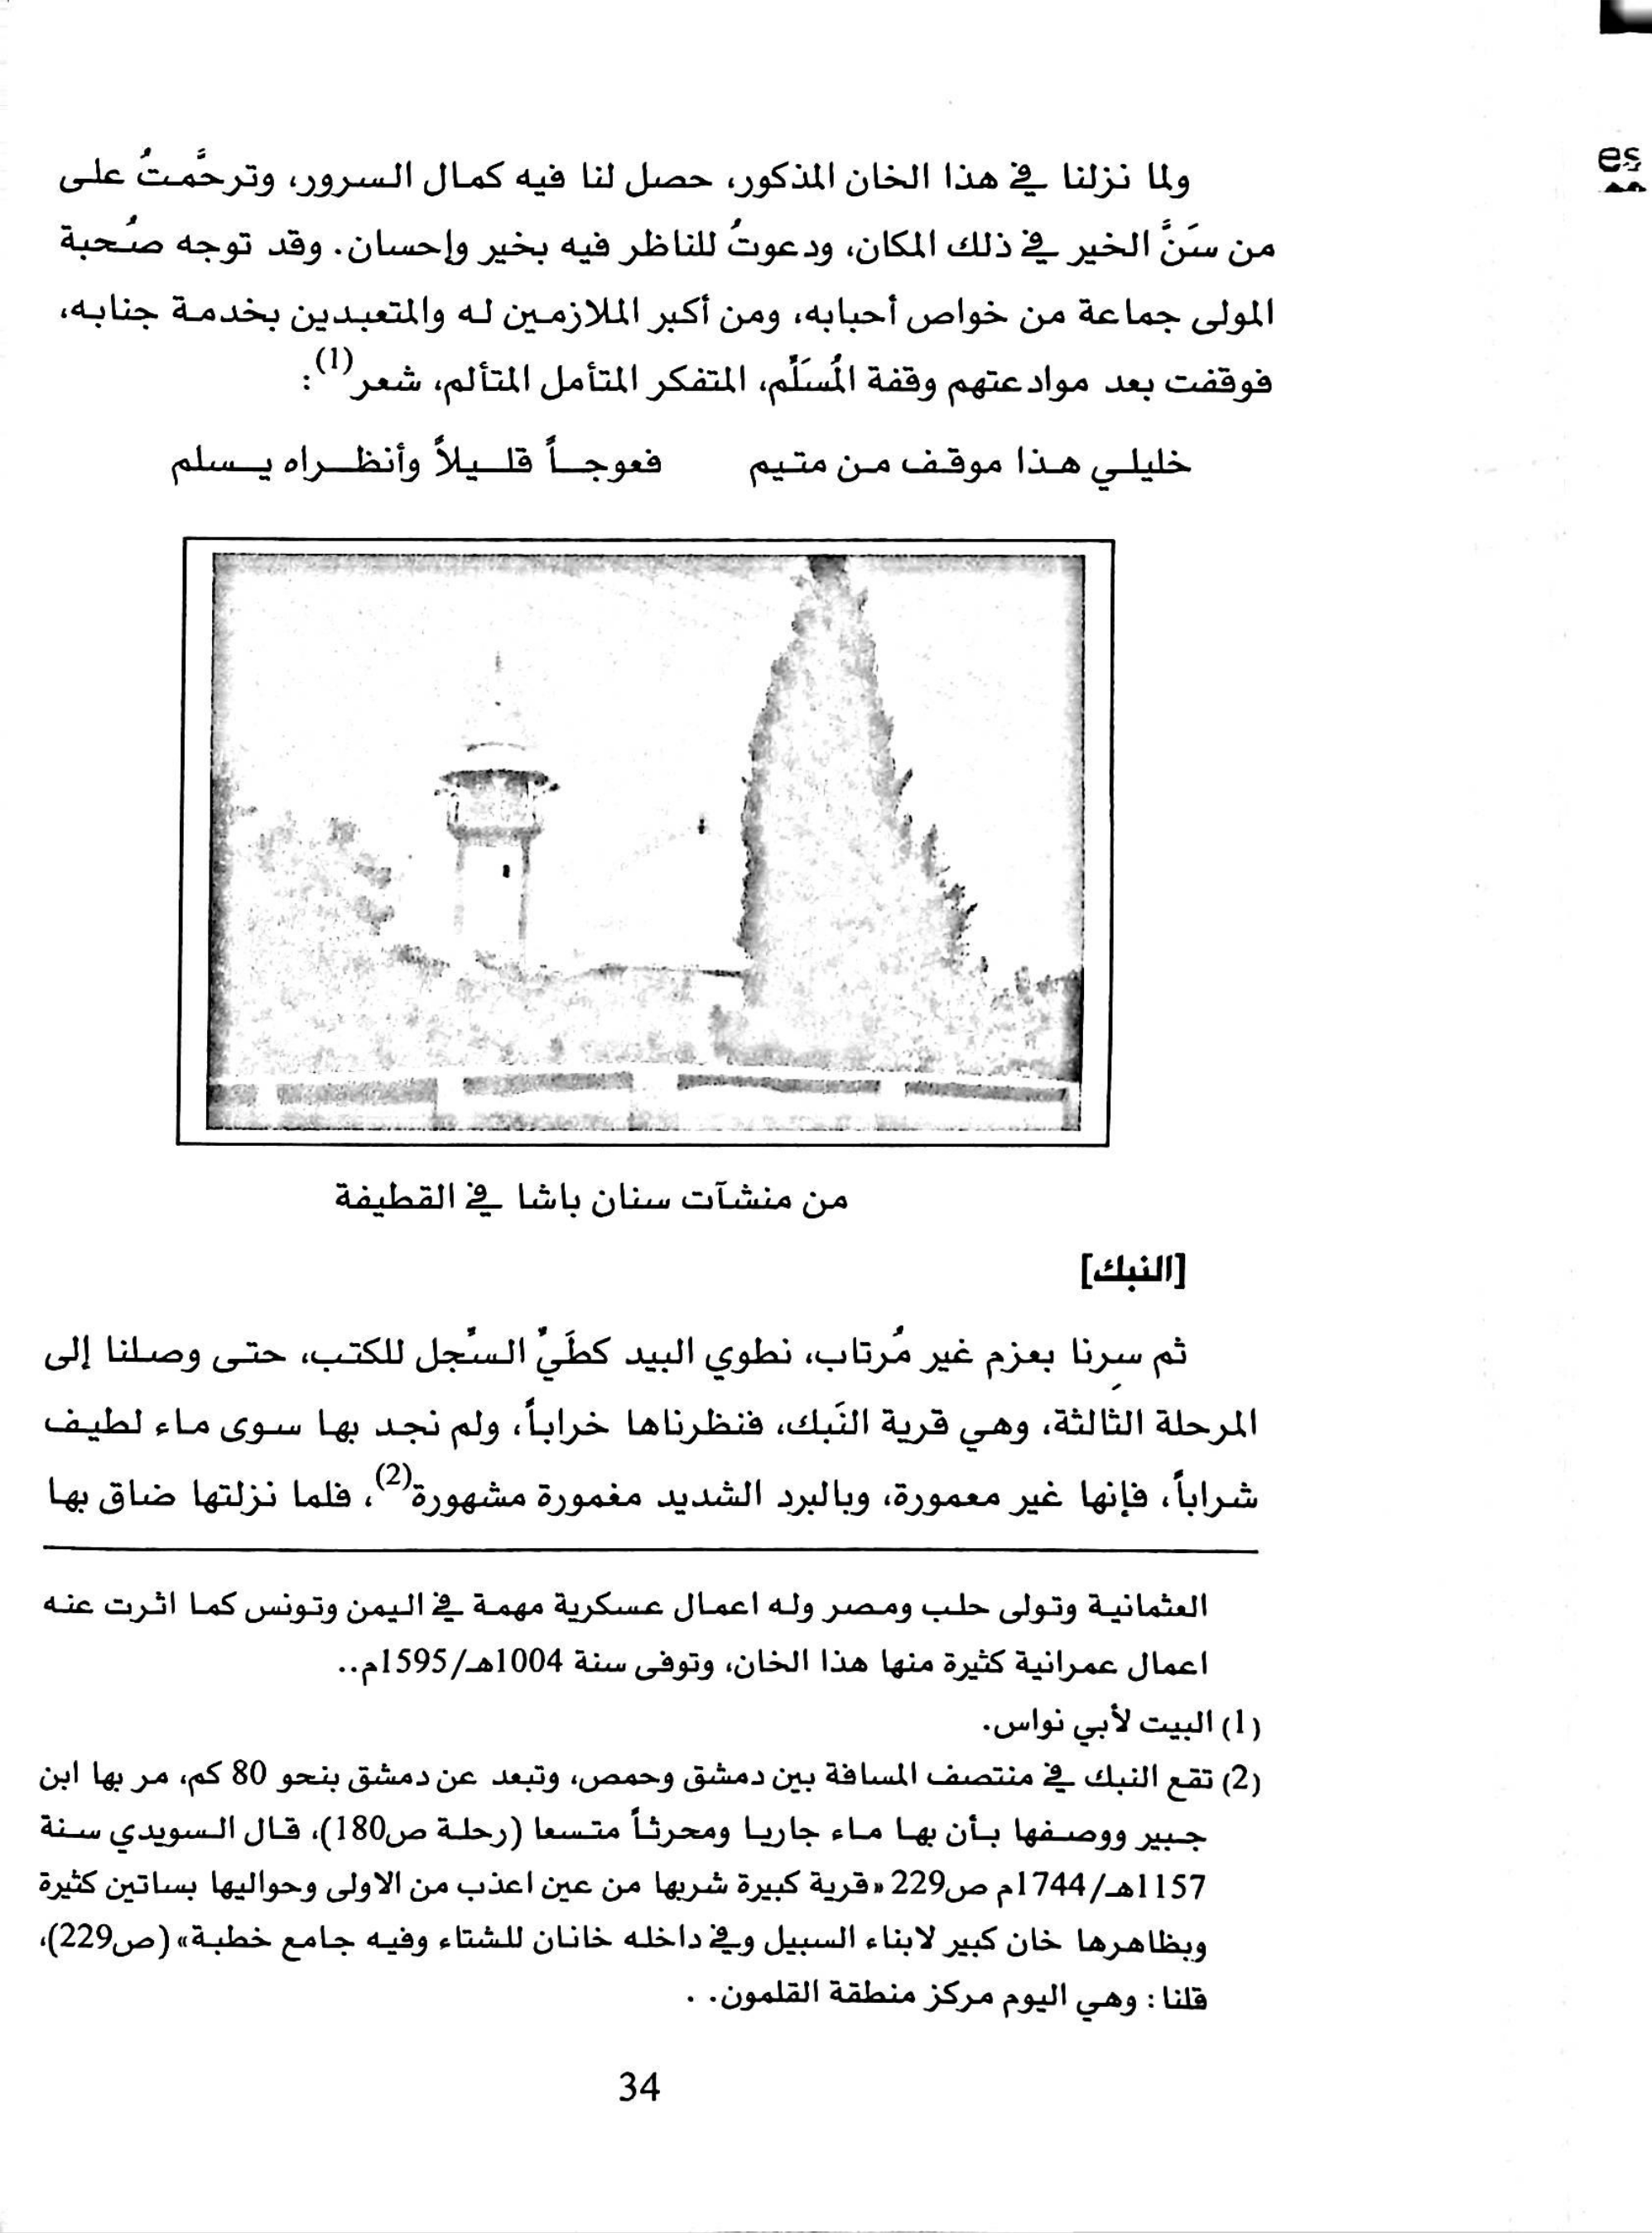 ولما نزلنا في هذا الخان المذكور، حصل لنا فيه كمال السرور، وترحَّمتُ على
من سَنَّ الخير في ذلك المكان، ودعوتُ للناظر فيه بخير وإحسان. وقد توجه صُحبة
المولى جماعة من خواص أحبابه، ومن أكبر الملازمين له والمتعبدين بخدمة جنابه،
فوقفت بعد موادعتهم وقفة المُسَلِّم، المتفكر المتأمل المتألم، شعر(1):
خليلي هذا موقف من متيم فعوجاً قليلاً وأنظراه يسلم
من منشآت سنان باشا في القطيفة
[النبك]
ثم سِرنا بعزم غير مُرتاب، نطوي البيد كطَيِّ السِّجل للكتب، حتى وصلنا إلى
المرحلة الثالثة، وهي قرية النَبك، فنظرناها خراباً، ولم نجد بها سوى ماء لطيف
شراباً، فإنها غير معمورة، وبالبرد الشديد مغمورة مشهورة(2)، فلما نزلتها ضاق بها
العثمانية وتولى حلب ومصر وله اعمال عسكرية مهمة في اليمن وتونس كما اثرت عنه
اعمال عمرانية كثيرة منها هذا الخان، وتوفى سنة 1004هـ/1595م..
(1) البيت لأبي نواس.
(2) تقع النبك في منتصف المسافة بين دمشق وحمص، وتبعد عن دمشق بنحو 80 كم، مر بها ابن
جبير ووصفها بأن بها ماء جاريا ومحرثاً متسعا (رحلة ص180)، قال السويدي سنة
1157هـ/1744م ص229 «قرية كبيرة شربها من عين اعذب من الاولى وحواليها بساتين كثيرة
وبظاهرها خان كبير لابناء السبيل وفي داخله خانان للشتاء وفيه جامع خطبة» (ص229)،
قلنا: وهي اليوم مركز منطقة القلمون. .
34
es